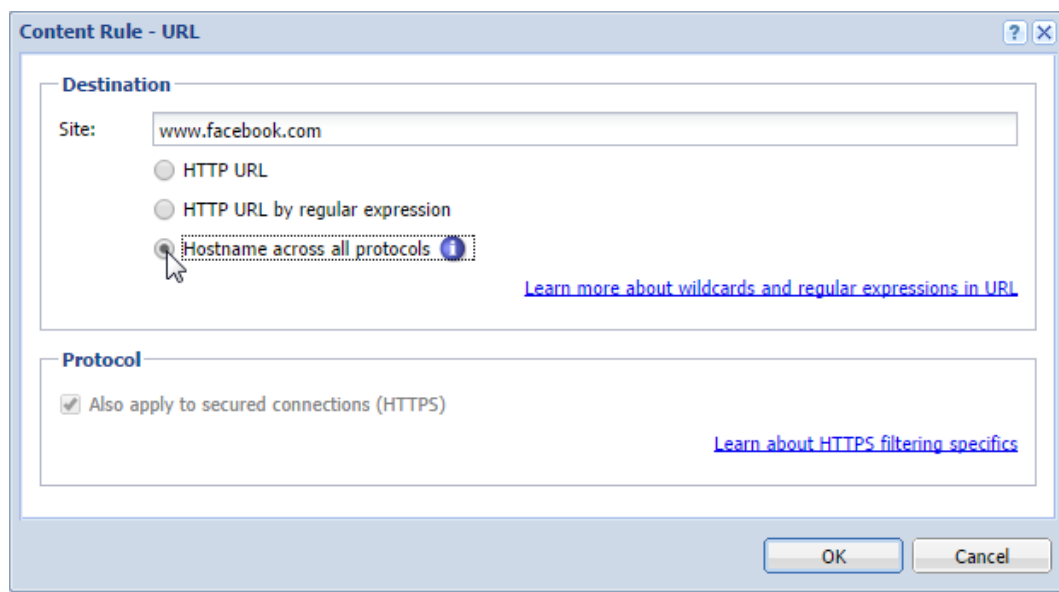 Content Rule - URL
Destination
Site: www.facebook.com
HTTP URL
HTTP URL by regular expression
Hostname across all protocols
Learn more about wildcards and regular expressions in URL
Protocol
Also apply to secured connections (HTTPS)
Learn about HTTPS filtering specifics
OK Cancel